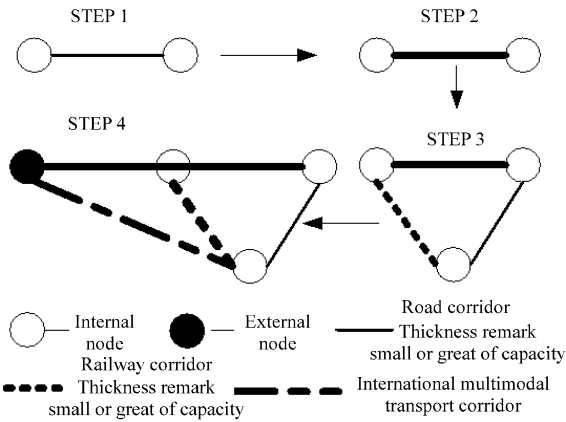 STEP 1
STEP 2
STEP 4
STEP 3
Internal
node
External
node
Road corridor
Thickness remark
small or great of capacity
Railway corridor
Thickness remark
small or great of capacity
International multimodal
transport corridor